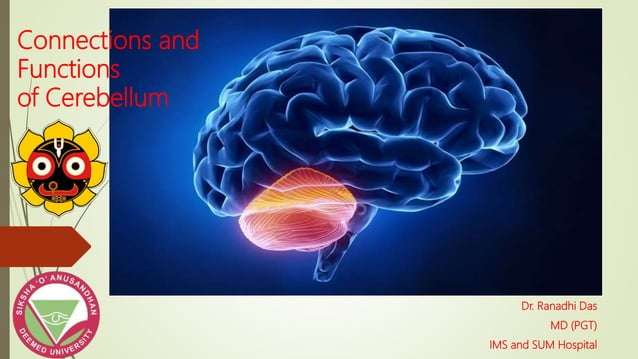 Connections and
Functions
of Cerebellum
SIKSHA 'O' ANUSANDHAN
DEEMED UNIVERSITY
Dr. Ranadhi Das
MD (PGT)
IMS and SUM Hospital